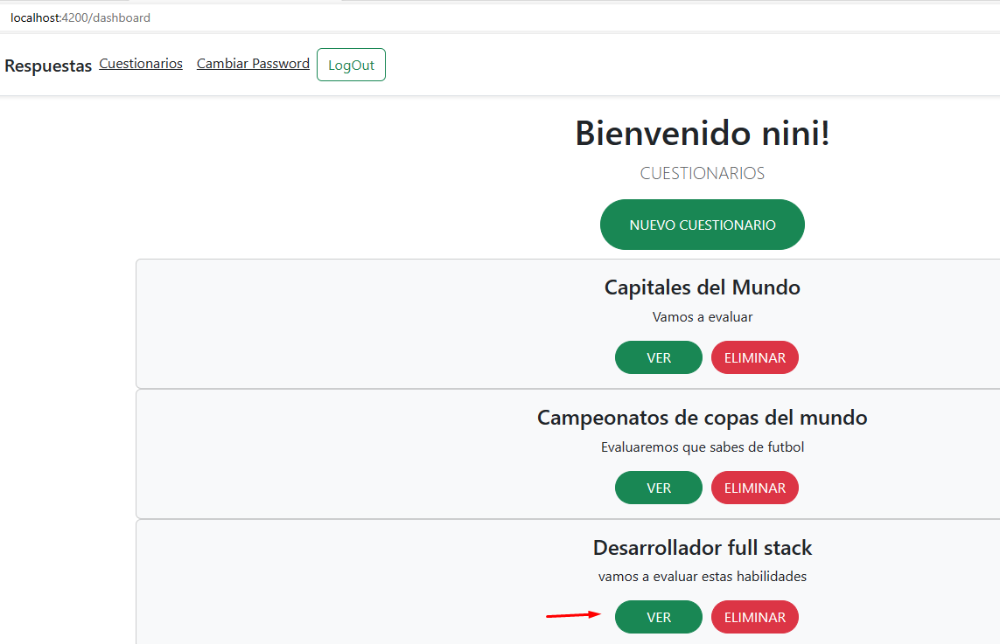 localhost:4200/dashboard
Respuestas Cuestionarios Cambiar Password LogOut
Bienvenido nini!
CUESTIONARIOS
NUEVO CUESTIONARIO
Capitales del Mundo
Vamos a evaluar
VER ELIMINAR
Campeonatos de copas del mundo
Evaluaremos que sabes de futbol
VER ELIMINAR
Desarrollador full stack
vamos a evaluar estas habilidades
VER ELIMINAR